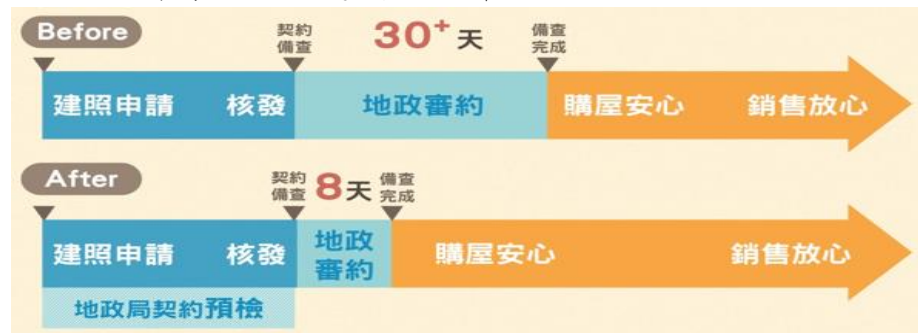 Before
契約
備查
30+天
備查
完成
建照申請 核發 地政審約 購屋安心 銷售放心
After
契約
備查
8天
備查
完成
建照申請 核發 地政
審約 購屋安心 銷售放心
地政局契約預檢